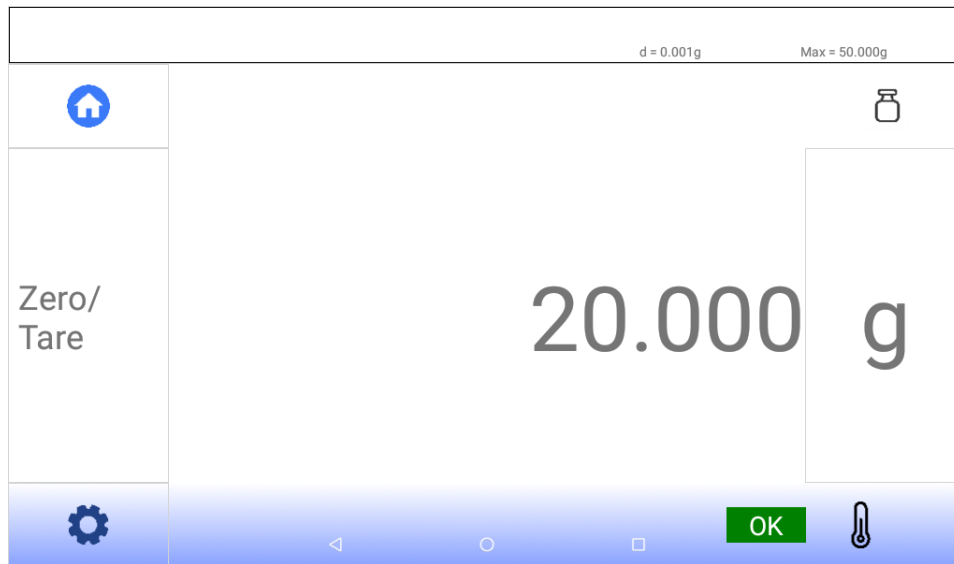 d = 0.001g Max = 50.000g
Zero/
Tare
20.000 g
OK